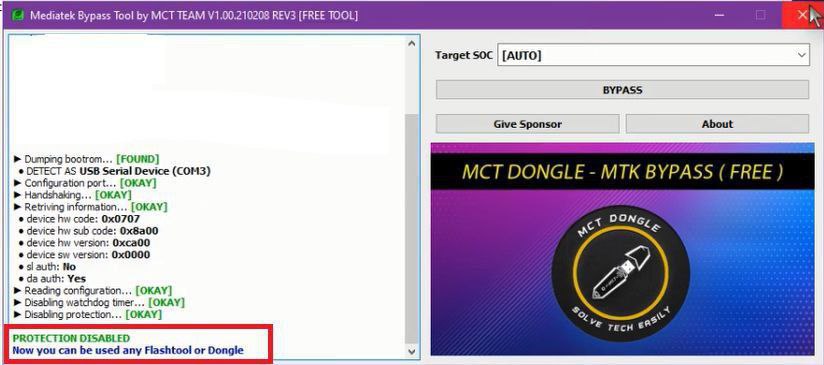 Mediatek Bypass Tool by MCT TEAM V1.00.210208 REV3 [FREE TOOL]
► Dumping bootrom... [FOUND]
• DETECT AS USB Serial Device (COM3)
► Configuration port... [OKAY]
► Handshaking... [OKAY]
► Retriving information... [OKAY]
• device hw code: 0x0707
• device hw sub code: 0x8a00
• device hw version: 0xca00
• device sw version: 0x0000
• sl auth: No
• da auth: Yes
► Reading configuration... [OKAY]
► Disabling watchdog timer... [OKAY]
► Disabling protection... [OKAY]
PROTECTION DISABLED
Now you can be used any Flashtool or Dongle
Target SOC [AUTO]
BYPASS
Give Sponsor About
MCT DONGLE - MTK BYPASS ( FREE )
MCT DONGLE
SOLVE TECH EASILY